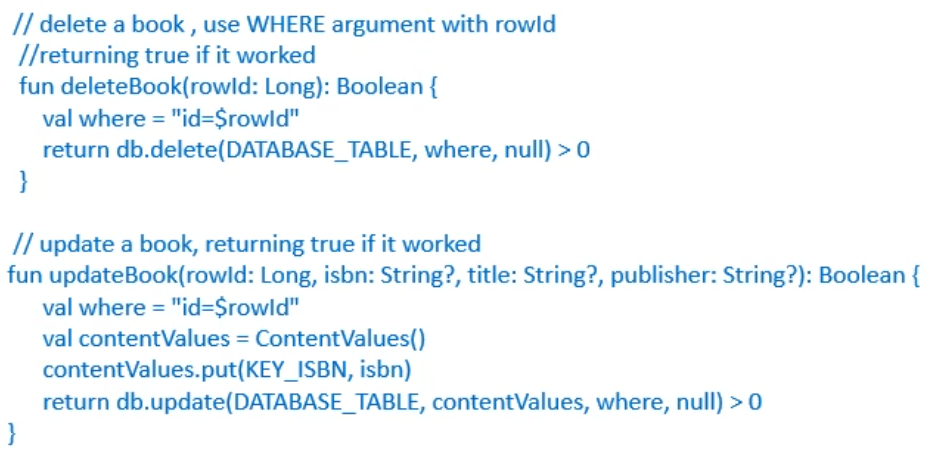 // delete a book , use WHERE argument with rowId
//returning true if it worked
fun deleteBook(rowId: Long): Boolean {
val where = "id=$rowId"
return db.delete(DATABASE_TABLE, where, null) > 0
}
// update a book, returning true if it worked
fun updateBook(rowId: Long, isbn: String?, title: String?, publisher: String?): Boolean {
val where = "id=$rowId"
val contentValues = ContentValues()
contentValues.put(KEY_ISBN, isbn)
return db.update(DATABASE_TABLE, contentValues, where, null) > 0
}